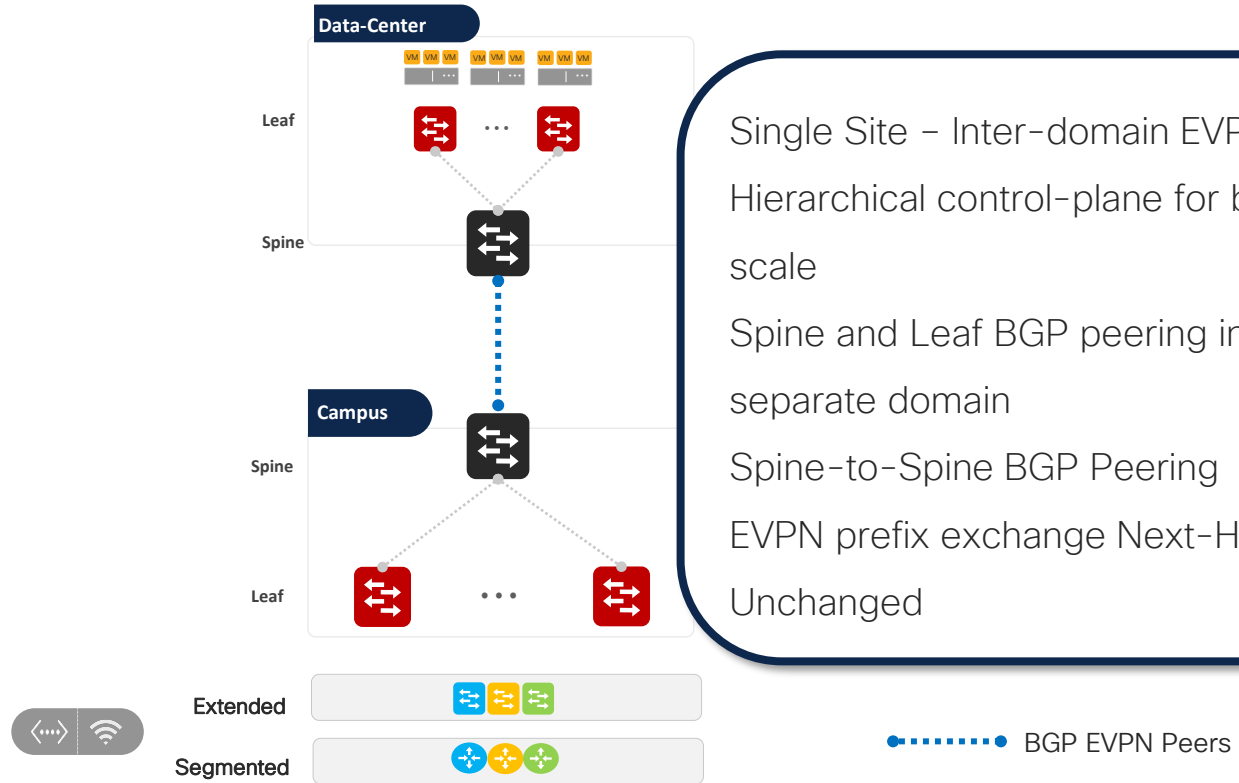 Data-Center
VM VM VM VM VM VM VM VM VM
Leaf
Spine
Campus
Spine
Leaf
Extended
Segmented
Single Site – Inter-domain EVP
Hierarchical control-plane for
scale
Spine and Leaf BGP peering in
separate domain
Spine-to-Spine BGP Peering
EVPN prefix exchange Next-H
Unchanged
BGP EVPN Peers